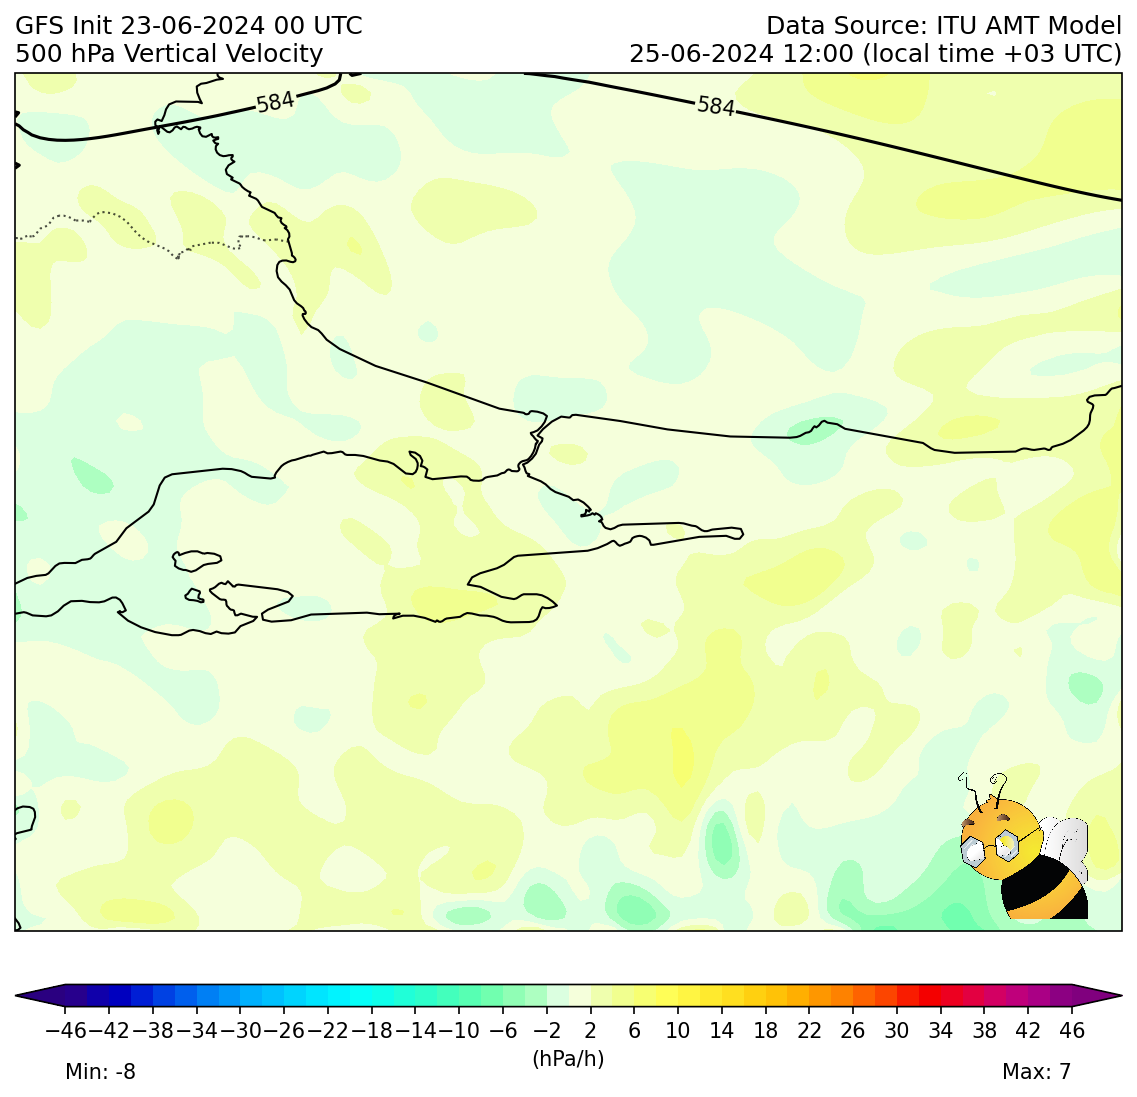 GFS Init 23-06-2024 00 UTC
500 hPa Vertical Velocity
Data Source: ITU AMT Model
25-06-2024 12:00 (local time +03 UTC)
584
584
−46 −42 −38 −34 −30 −26 −22 −18 −14 −10 −6 −2 2 6 10 14 18 22 26 30 34 38 42 46
(hPa/h)
Min: -8
Max: 7